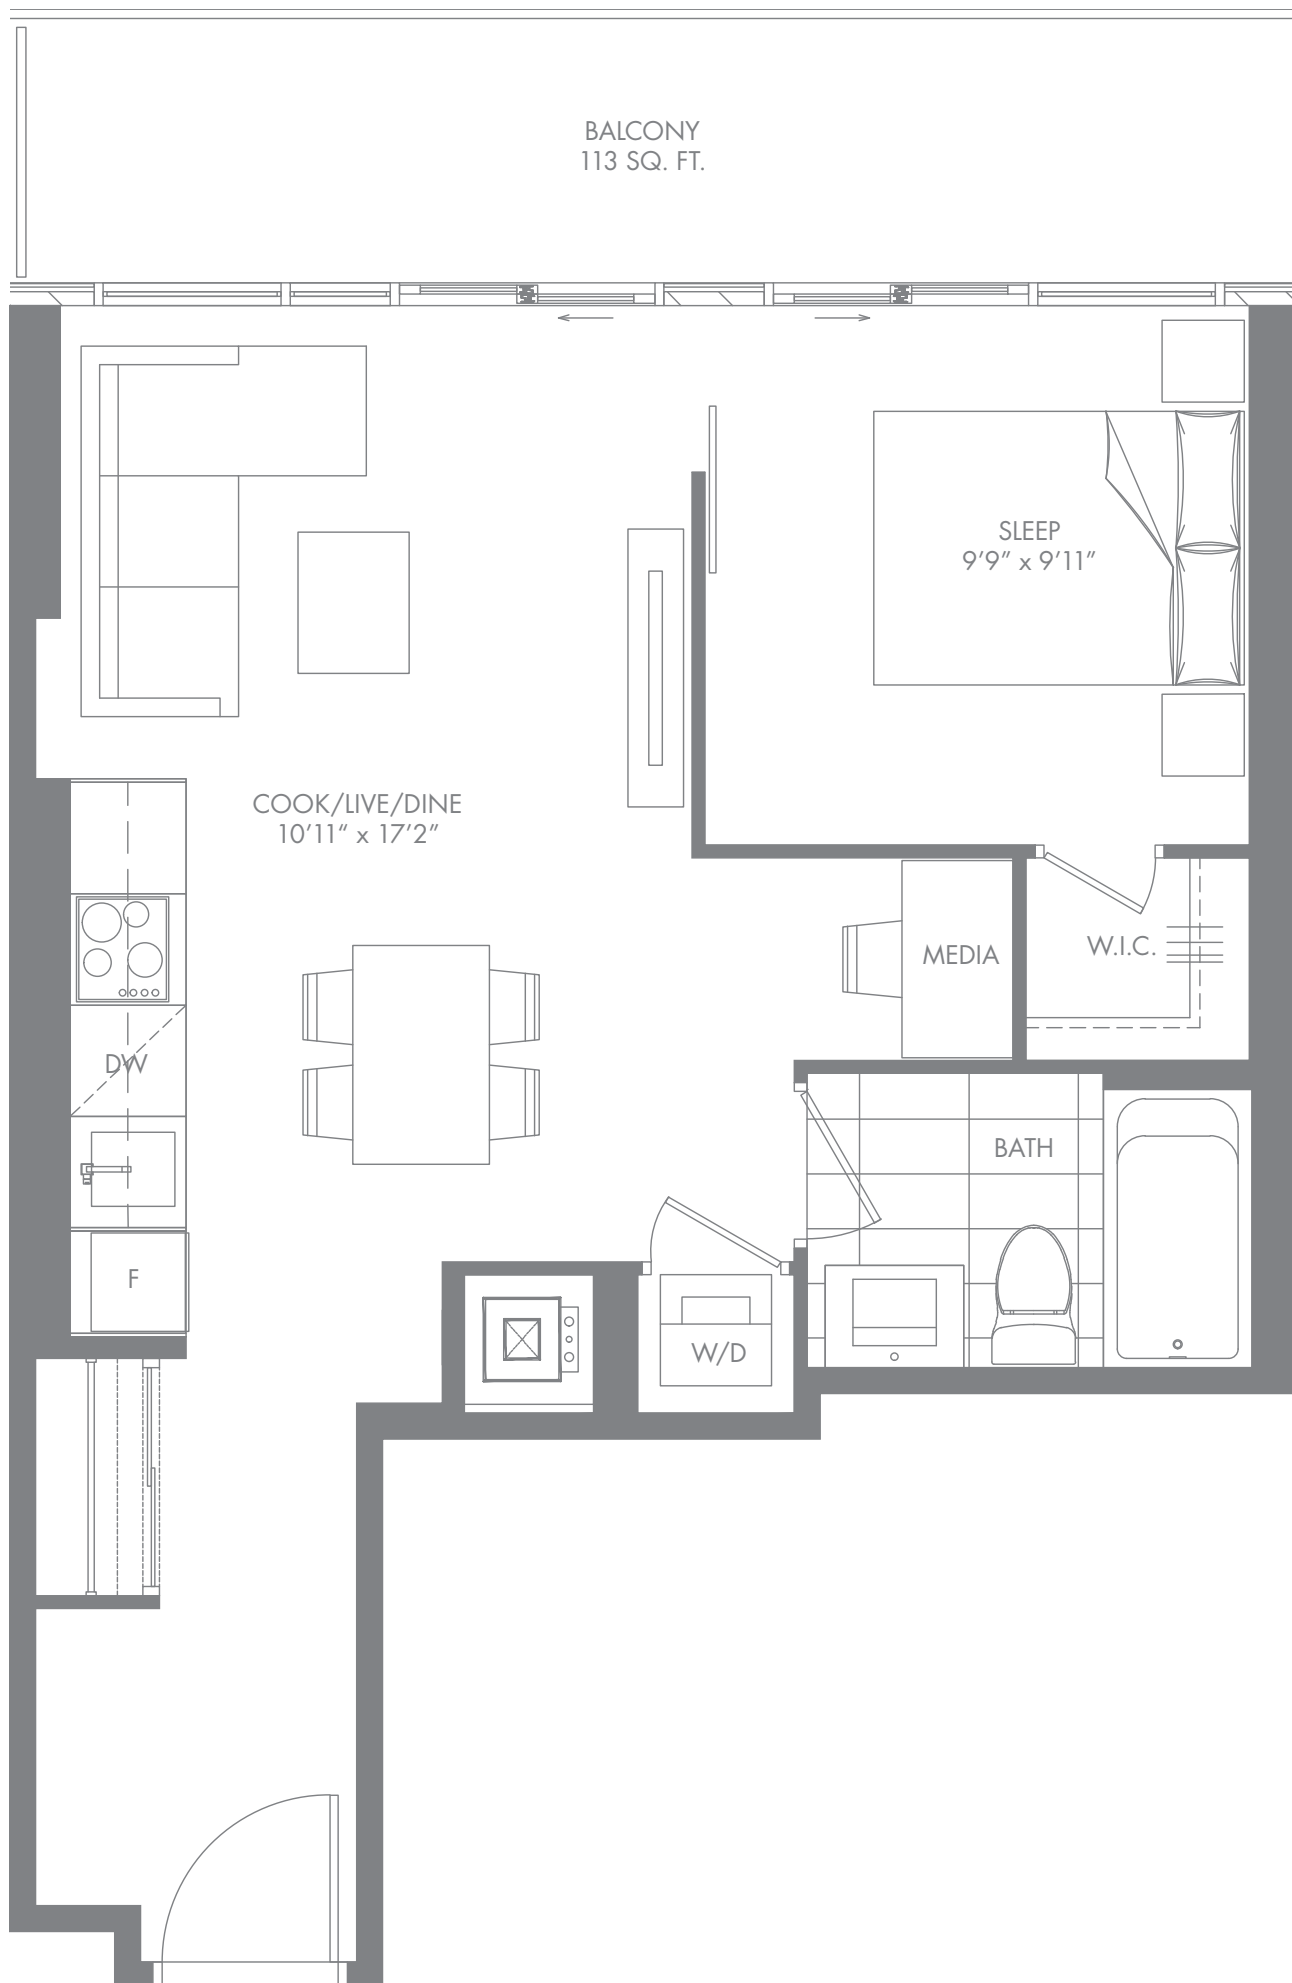 BALCONY
113 SQ. FT.
SLEEP
9’9” x 9’11”
COOK/LIVE/DINE
10’11“ x 17’2”
MEDIA
W.I.C.
DW
BATH
F
W/D